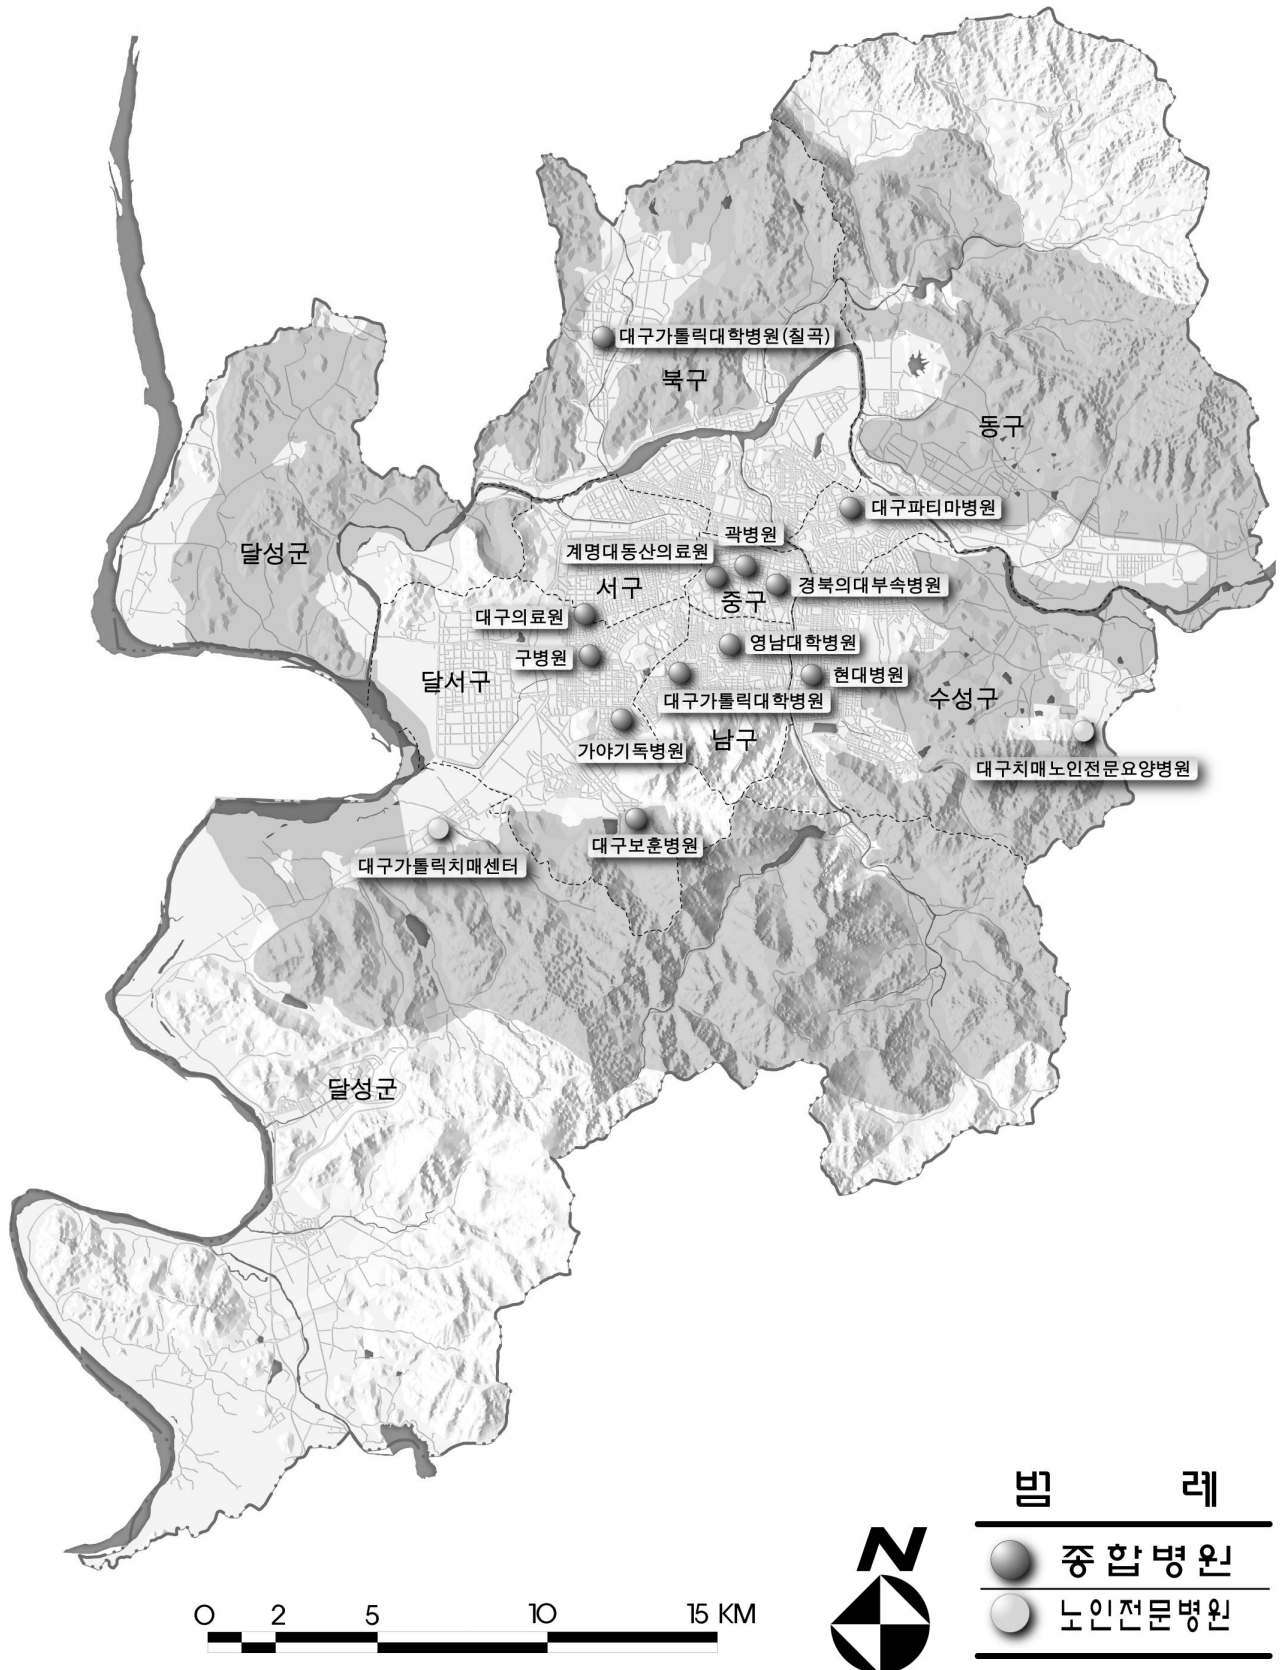 대구가톨릭대학병원(칠곡)
북구
동구
대구파티마병원
곽병원
계명대동산의료원
달성군
서구
경북의대부속병원
중구
대구의료원
영남대학병원
구병원
현대병원
달서구
수성구
대구가톨릭대학병원
남구
가야기독병원
대구치매노인전문요양병원
대구보훈병원
대구가톨릭치매센터
달성군
범 례
종합병원
노인전문병원
N
0 2 5 10 15 KM